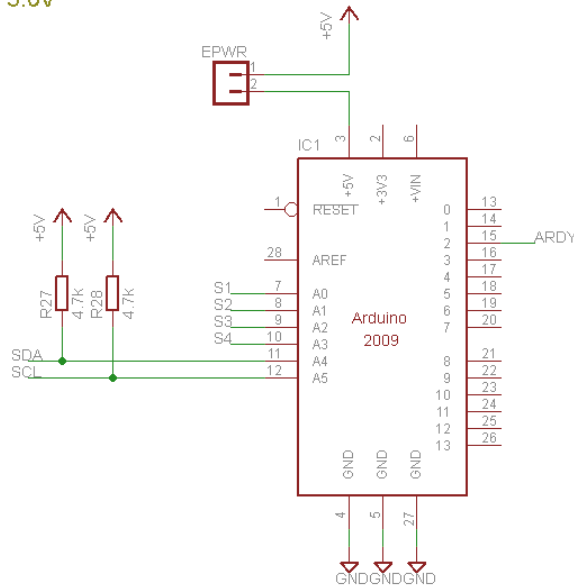 5.0V
+5V
EPWR
1
2
IC1
3
2
6
+5V
+3V3
+VIN
1
RESET
28
AREF
S1
7
A0
S2
8
A1
S3
9
A2
S4
10
A3
SDA
11
A4
SCL
12
A5
+5V
+5V
R27
4.7k
R28
4.7k
Arduino
2009
0
13
1
14
2
15
ARDY
3
16
4
17
5
18
6
19
7
20
8
21
9
22
10
23
11
24
12
25
13
26
GND
GND
GND
4
5
27
GND
GND
GND